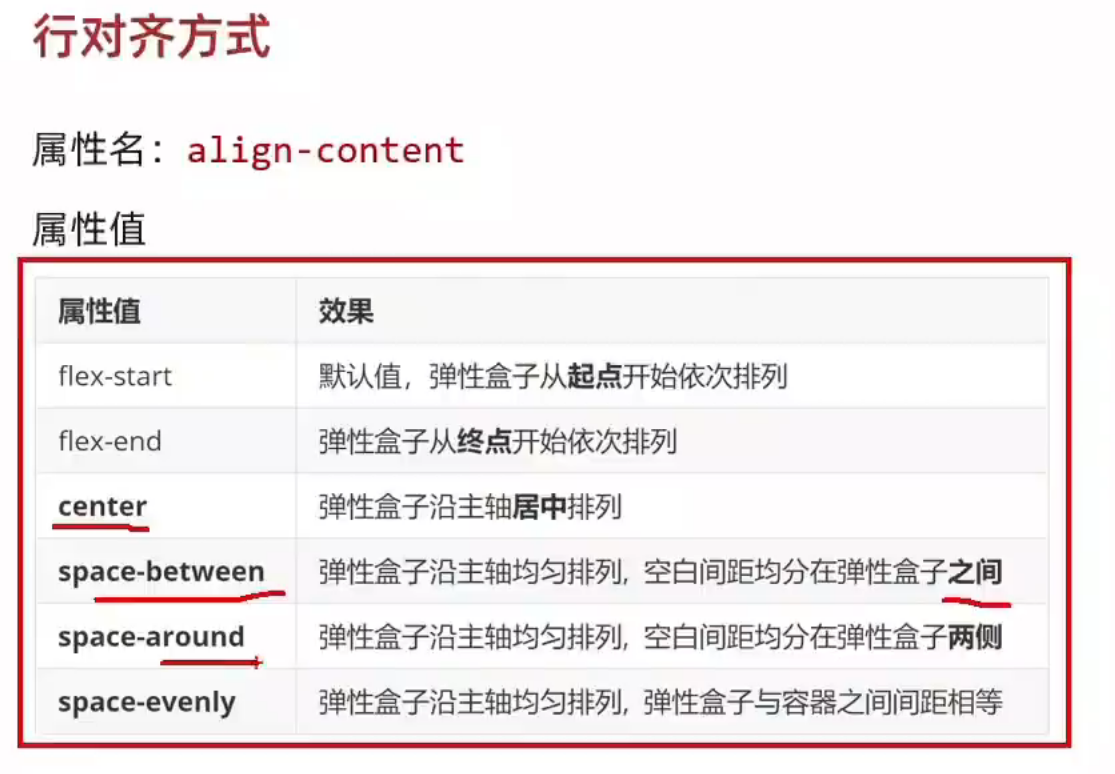 行对齐方式
属性名：align-content
属性值
属性值 效果
flex-start 默认值，弹性盒子从起点开始依次排列
flex-end 弹性盒子从终点开始依次排列
center 弹性盒子沿主轴居中排列
space-between 弹性盒子沿主轴均匀排列, 空白间距均分在弹性盒子之间
space-around 弹性盒子沿主轴均匀排列, 空白间距均分在弹性盒子两侧
space-evenly 弹性盒子沿主轴均匀排列, 弹性盒子与容器之间间距相等